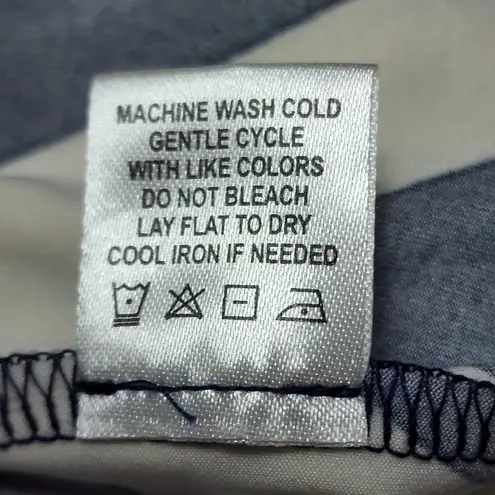 MACHINE WASH COLD
GENTLE CYCLE
WITH LIKE COLORS
DO NOT BLEACH
LAY FLAT TO DRY
COOL IRON IF NEEDED